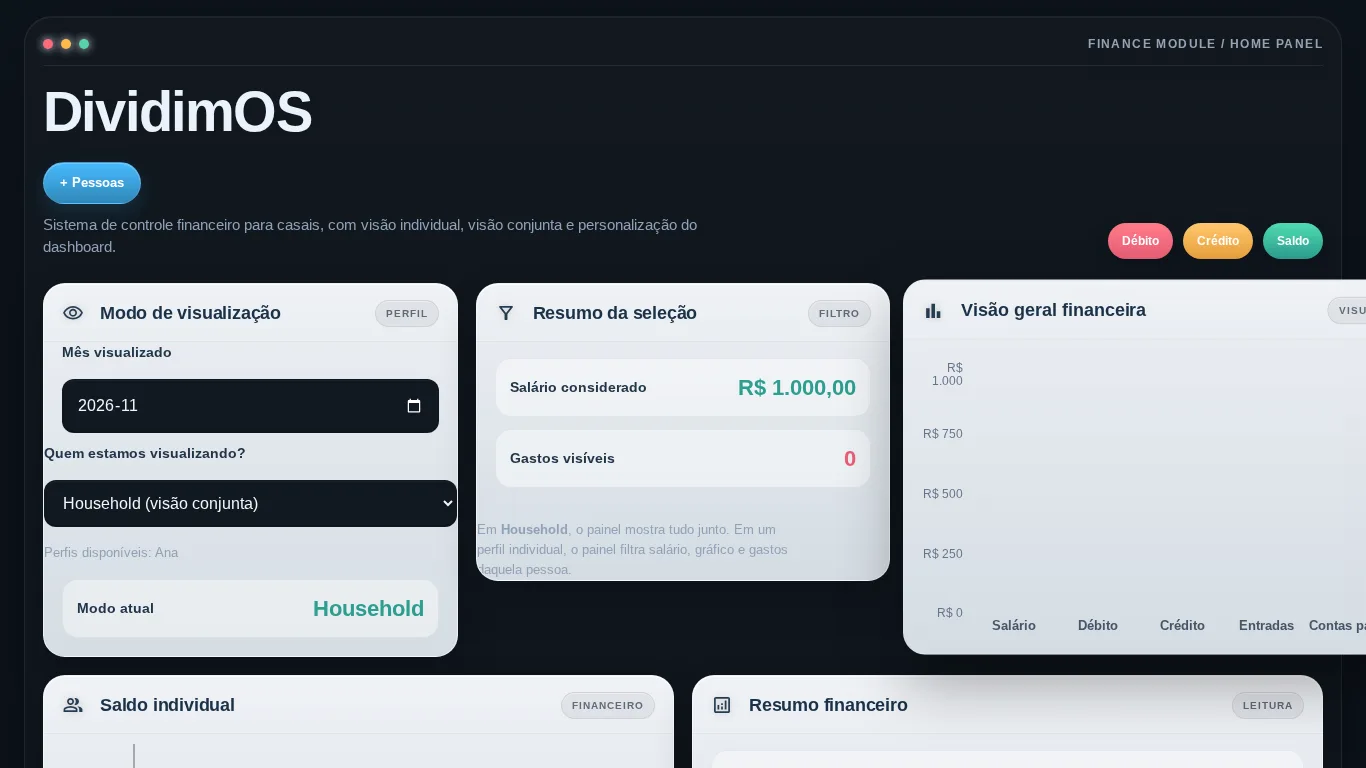 FINANCE MODULE / HOME PANEL
DividimOS
+ Pessoas
Sistema de controle financeiro para casais, com visão individual, visão conjunta e personalização do
dashboard.
Débito
Crédito
Saldo
Modo de visualização
PERFIL
Mês visualizado
2026-11
Quem estamos visualizando?
Household (visão conjunta)
Perfis disponíveis: Ana
Modo atual
Household
Resumo da seleção
FILTRO
Salário considerado
R$ 1.000,00
Gastos visíveis
0
Em Household, o painel mostra tudo junto. Em um
perfil individual, o painel filtra salário, gráfico e gastos
daquela pessoa.
Visão geral financeira
VISU
R$
1.000
R$ 750
R$ 500
R$ 250
R$ 0
Salário
Débito
Crédito
Entradas
Contas
Saldo individual
FINANCEIRO
Resumo financeiro
LEITURA